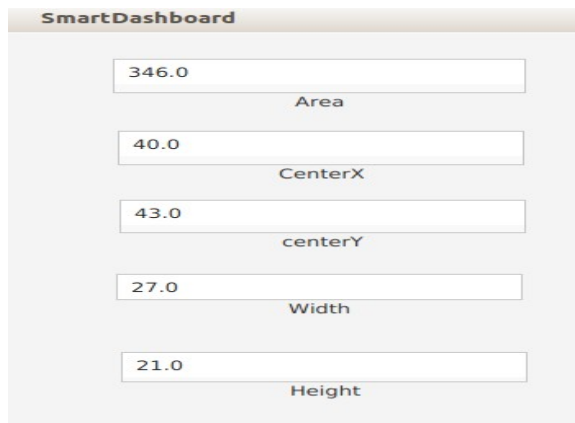 SmartDashboard
346.0
Area
40.0
CenterX
43.0
centerY
27.0
Width
21.0
Height